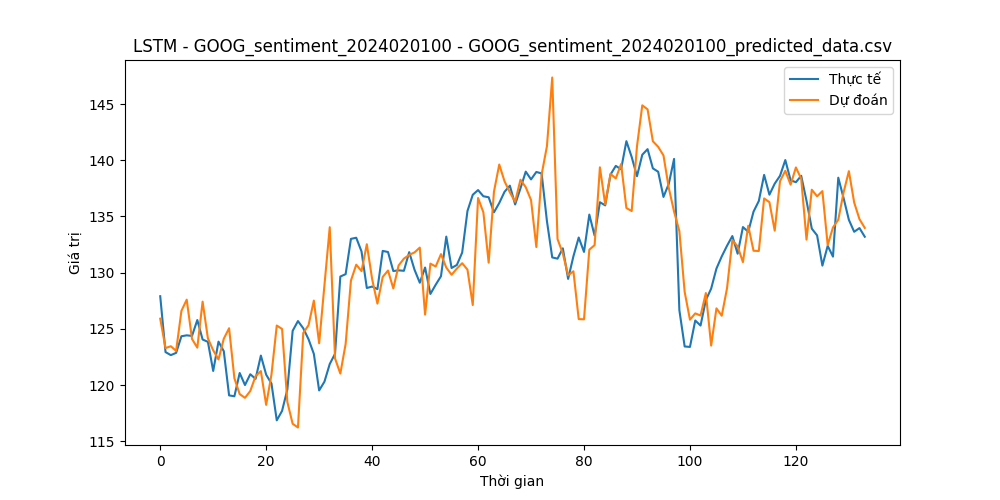 LSTM - GOOG_sentiment_2024020100 - GOOG_sentiment_2024020100_predicted_data.csv
Thực tế
Dự đoán
Giá trị
145
140
135
130
125
120
115
0 20 40 60 80 100 120
Thời gian